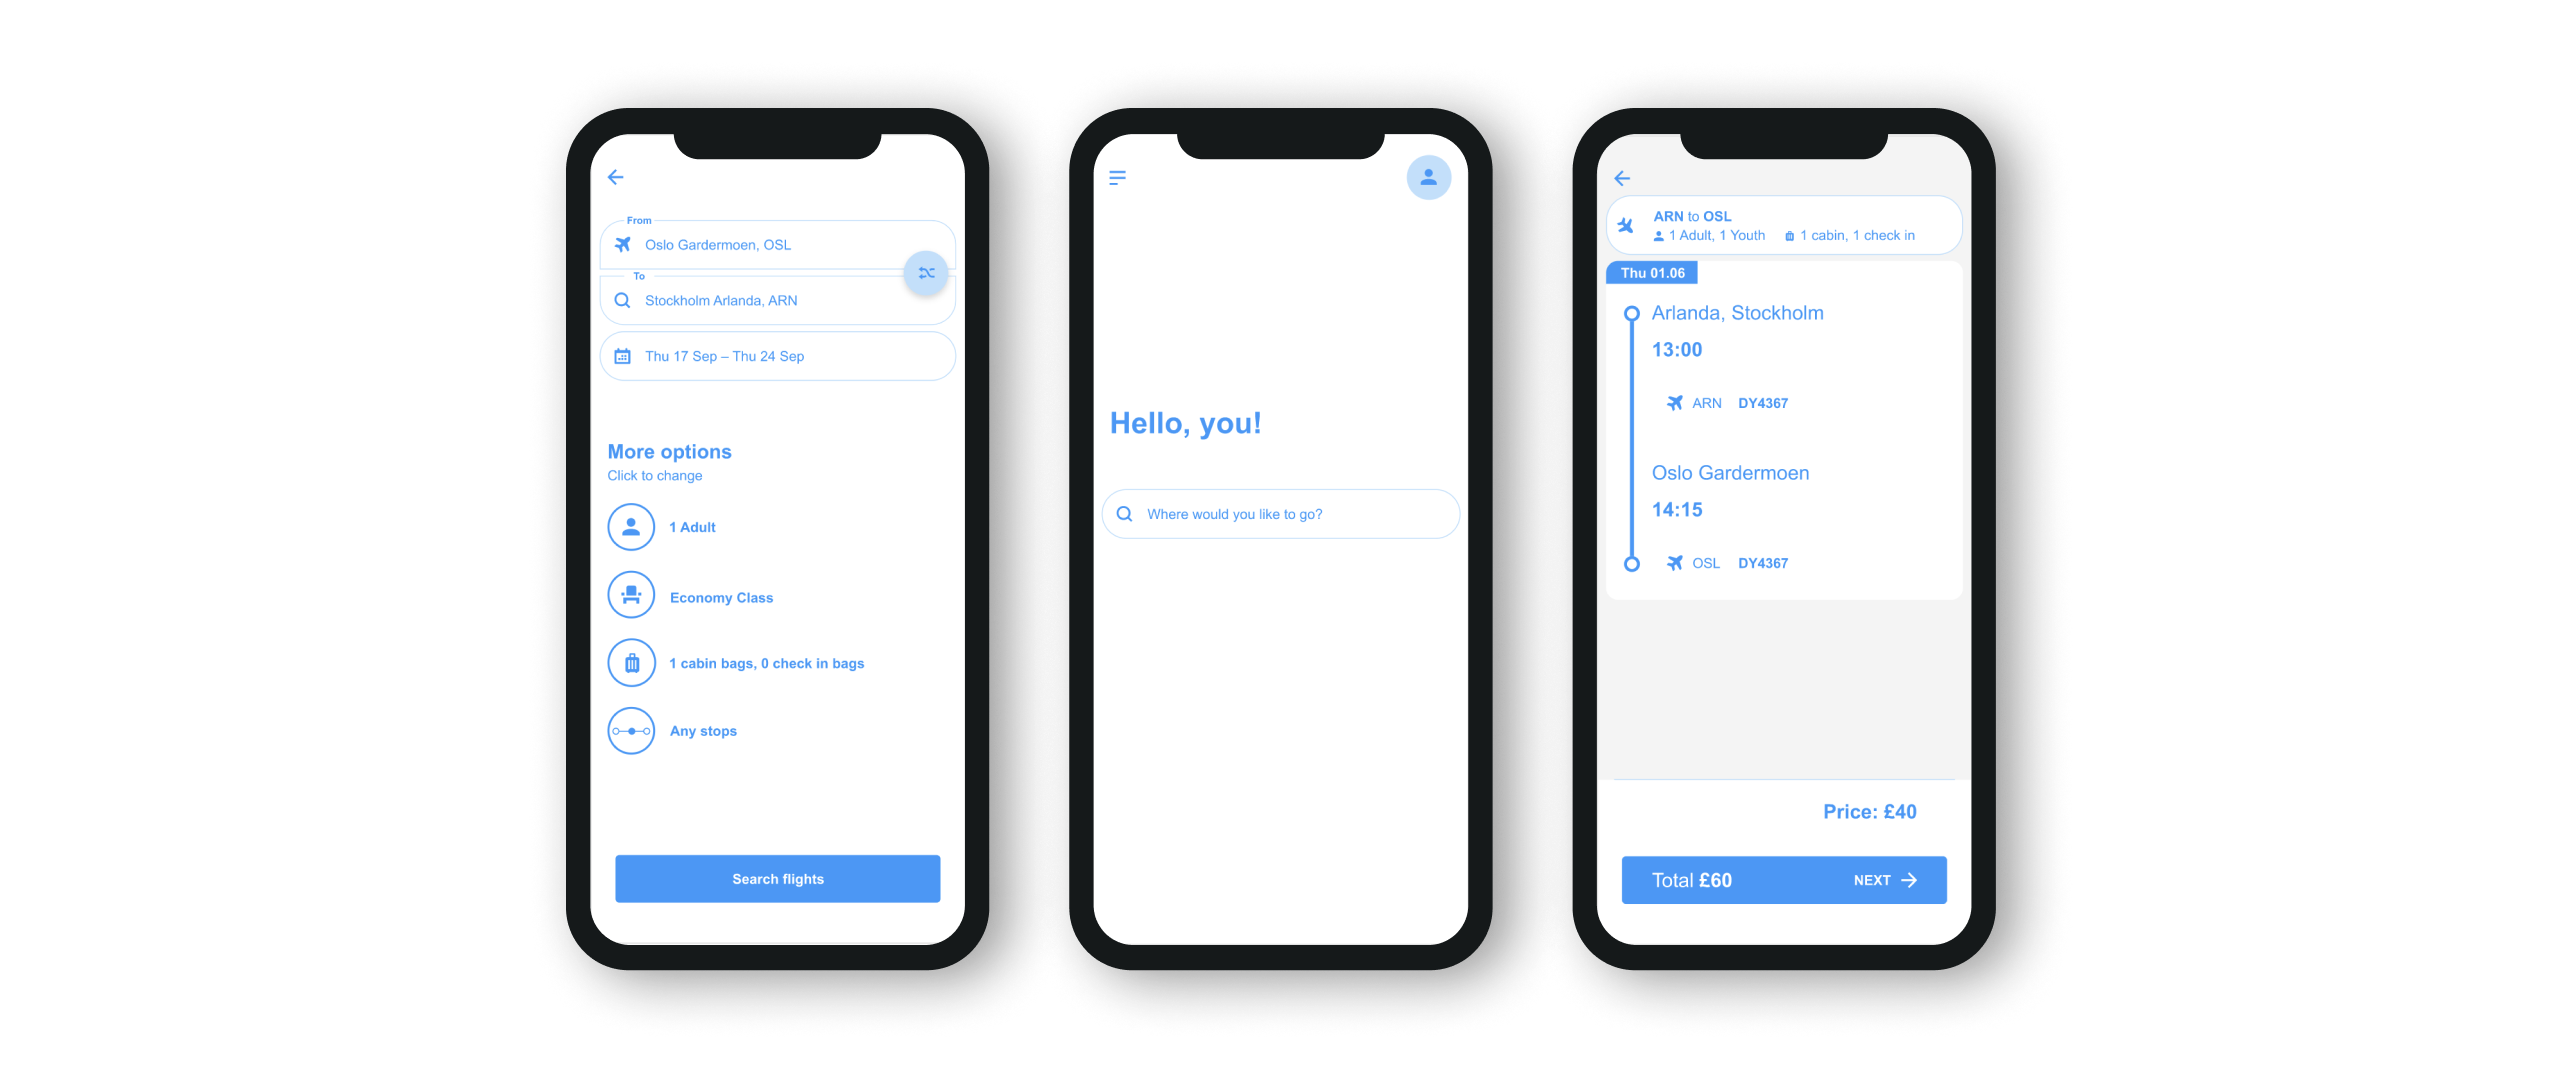 From
Oslo Gardermoen, OSL
To
Stockholm Arlanda, ARN
Thu 17 Sep – Thu 24 Sep
More options
Click to change
1 Adult
Economy Class
1 cabin bags, 0 check in bags
Any stops
Search flights
Hello, you!
Where would you like to go?
ARN to OSL
1 Adult, 1 Youth 1 cabin, 1 check in
Thu 01.06
Arlanda, Stockholm
13:00
ARN DY4367
Oslo Gardermoen
14:15
OSL DY4367
Price: £40
Total £60 NEXT